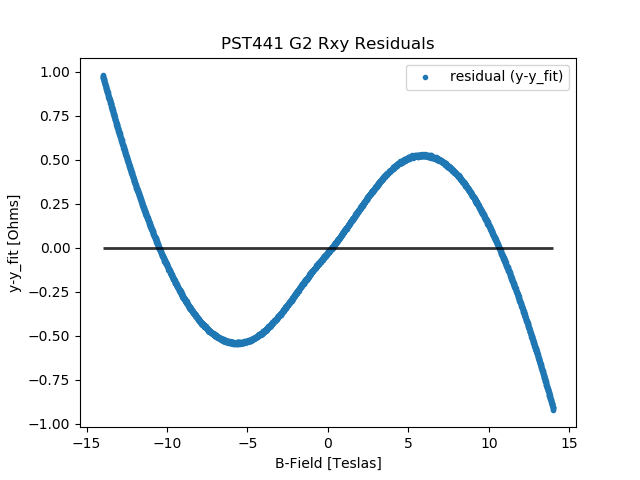 PST441 G2 Rxy Residuals
residual (y-y_fit)
1.00
0.75
0.50
0.25
0.00
−0.25
−0.50
−0.75
−1.00
y-y_fit [Ohms]
−15 −10 −5 0 5 10 15
B-Field [Teslas]